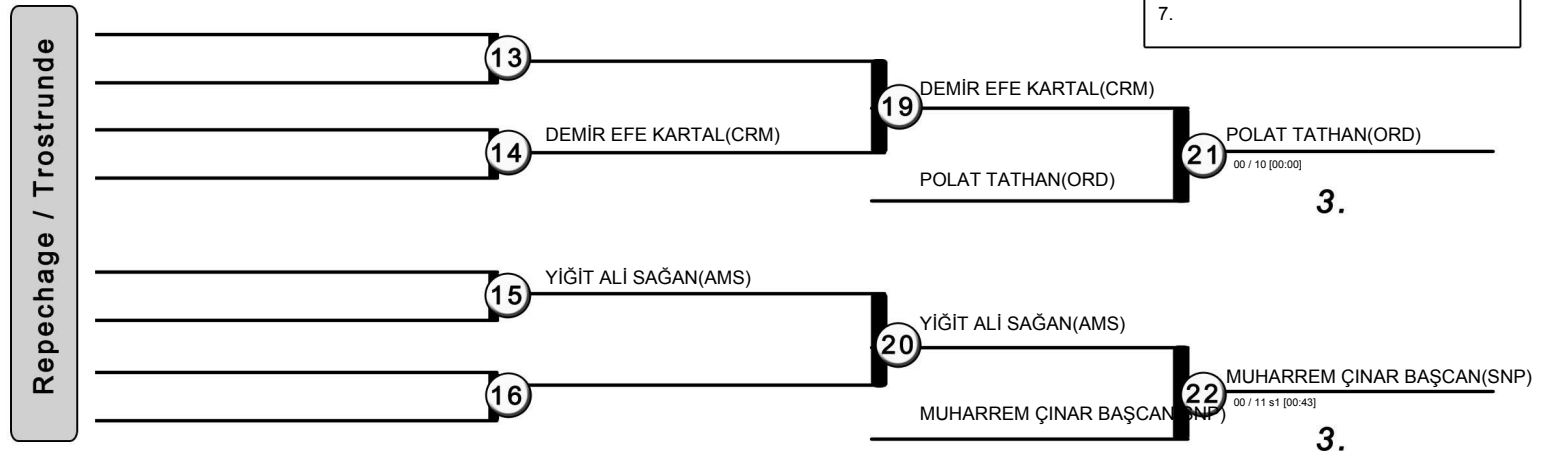 Repechage / Trostrunde
7.
13
19
DEMİR EFE KARTAL(CRM)
14
DEMİR EFE KARTAL(CRM)
21
POLAT TATHAN(ORD)
00 / 10 [00:00]
POLAT TATHAN(ORD)
3.
15
YİĞİT ALİ SAĞAN(AMS)
20
YİĞİT ALİ SAĞAN(AMS)
16
22
MUHARREM ÇINAR BAŞCAN(SNP)
00 / 11 s1 [00:43]
MUHARREM ÇINAR BAŞCAN(SNP)
3.